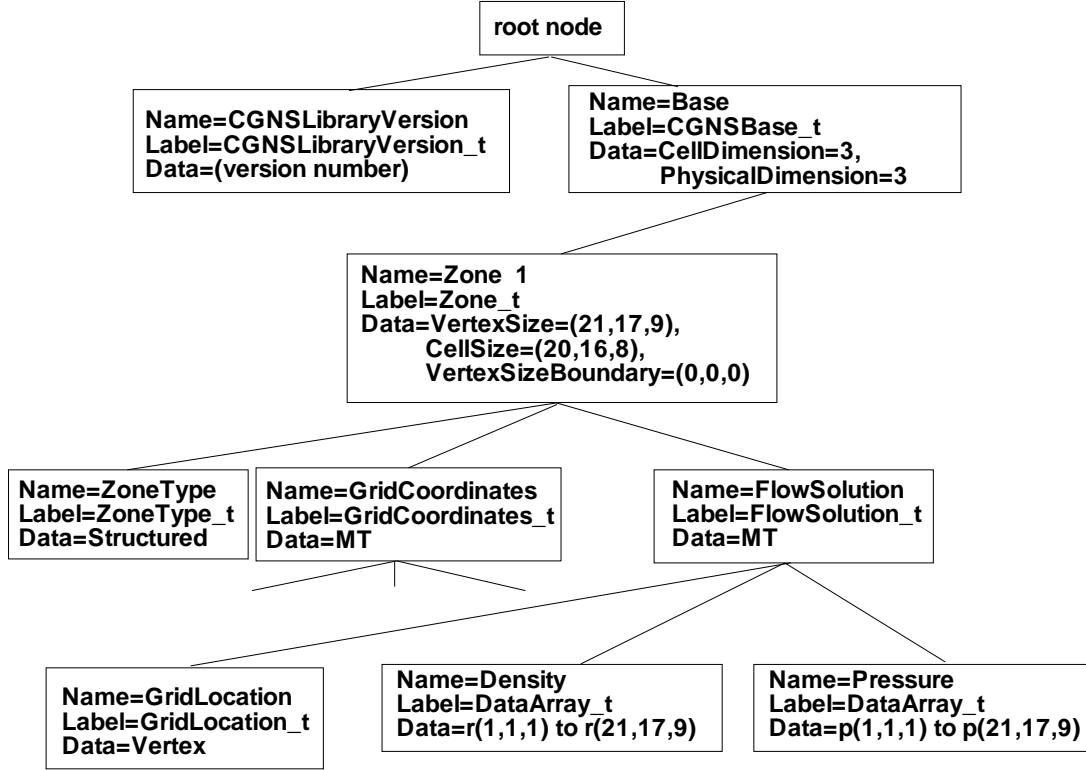 root node
Name=CGNSLibraryVersion
Label=CGNSLibraryVersion_t
Data=(version number)
Name=Base
Label=CGNSBase_t
Data=CellDimension=3,
PhysicalDimension=3
Name=Zone 1
Label=Zone_t
Data=VertexSize=(21,17,9),
CellSize=(20,16,8),
VertexSizeBoundary=(0,0,0)
Name=ZoneType
Label=ZoneType_t
Data=Structured
Name=GridCoordinates
Label=GridCoordinates_t
Data=MT
Name=FlowSolution
Label=FlowSolution_t
Data=MT
Name=GridLocation
Label=GridLocation_t
Data=Vertex
Name=Density
Label=DataArray_t
Data=r(1,1,1) to r(21,17,9)
Name=Pressure
Label=DataArray_t
Data=p(1,1,1) to p(21,17,9)